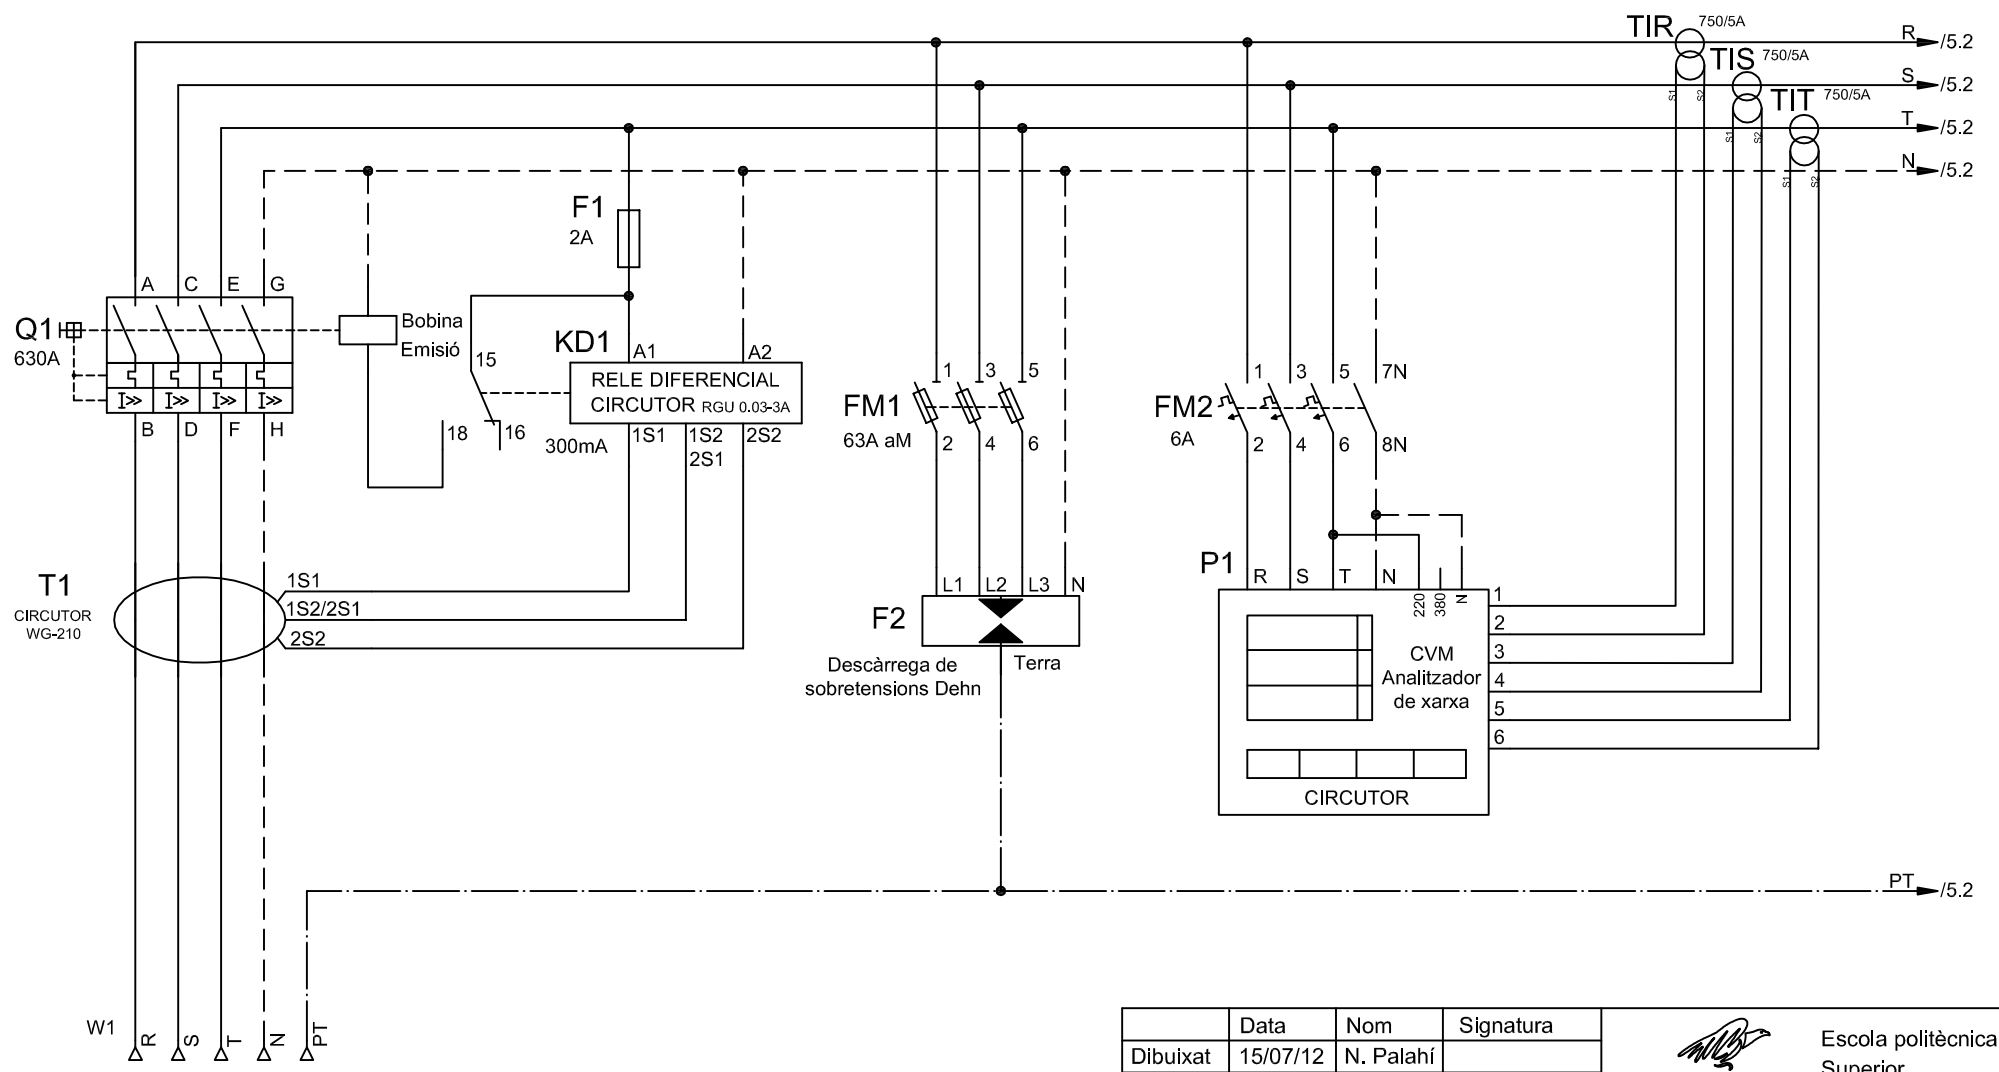 TIR 750/5A
R /5.2
TIS 750/5A
S /5.2
TIT 750/5A
T /5.2
N /5.2
S1 S2
S1 S2
S1 S2
F1
2A
A C E G
Q1
630A
I>> I>> I>> I>>
B D F H
Bobina
Emisió
15
18 16
KD1
A1 A2
RELE DIFERENCIAL
CIRCUTOR RGU 0.03-3A
300mA
1S1 1S2 2S2
2S1
FM1
63A aM
1 3 5
2 4 6
FM2
6A
1 3 5 7N
2 4 6 8N
T1
CIRCUTOR
WG-210
1S1
1S2/2S1
2S2
F2
L1 L2 L3 N
Descàrrega de
sobretensions Dehn
Terra
P1
R S T N
220 380 N
1
2
3
4
5
6
CVM
Analitzador
de xarxa
CIRCUTOR
PT /5.2
W1
R S T N PT
Data Nom Signatura
Dibuixat 15/07/12 N. Palahí
Escola politècnica
Superior